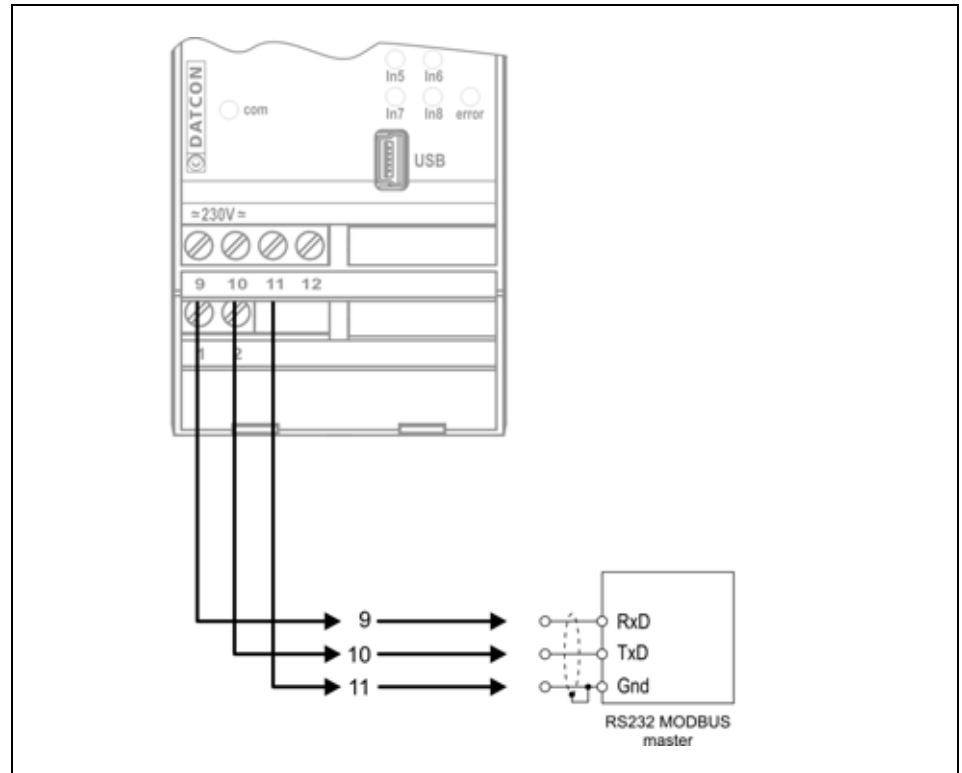 DATCON
com
In5 In6
In7 In8 error
USB
≂230V≂
9 10 11 12
1 2
9
10
11
RxD
TxD
Gnd
RS232 MODBUS
master